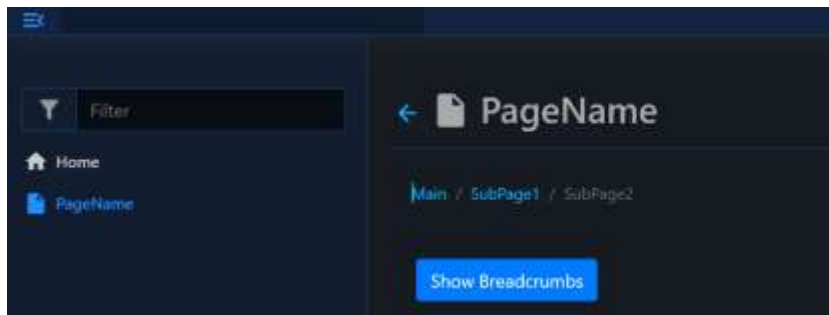 Filter
Home
PageName
PageName
Main / SubPage1 / SubPage2
Show Breadcrumbs